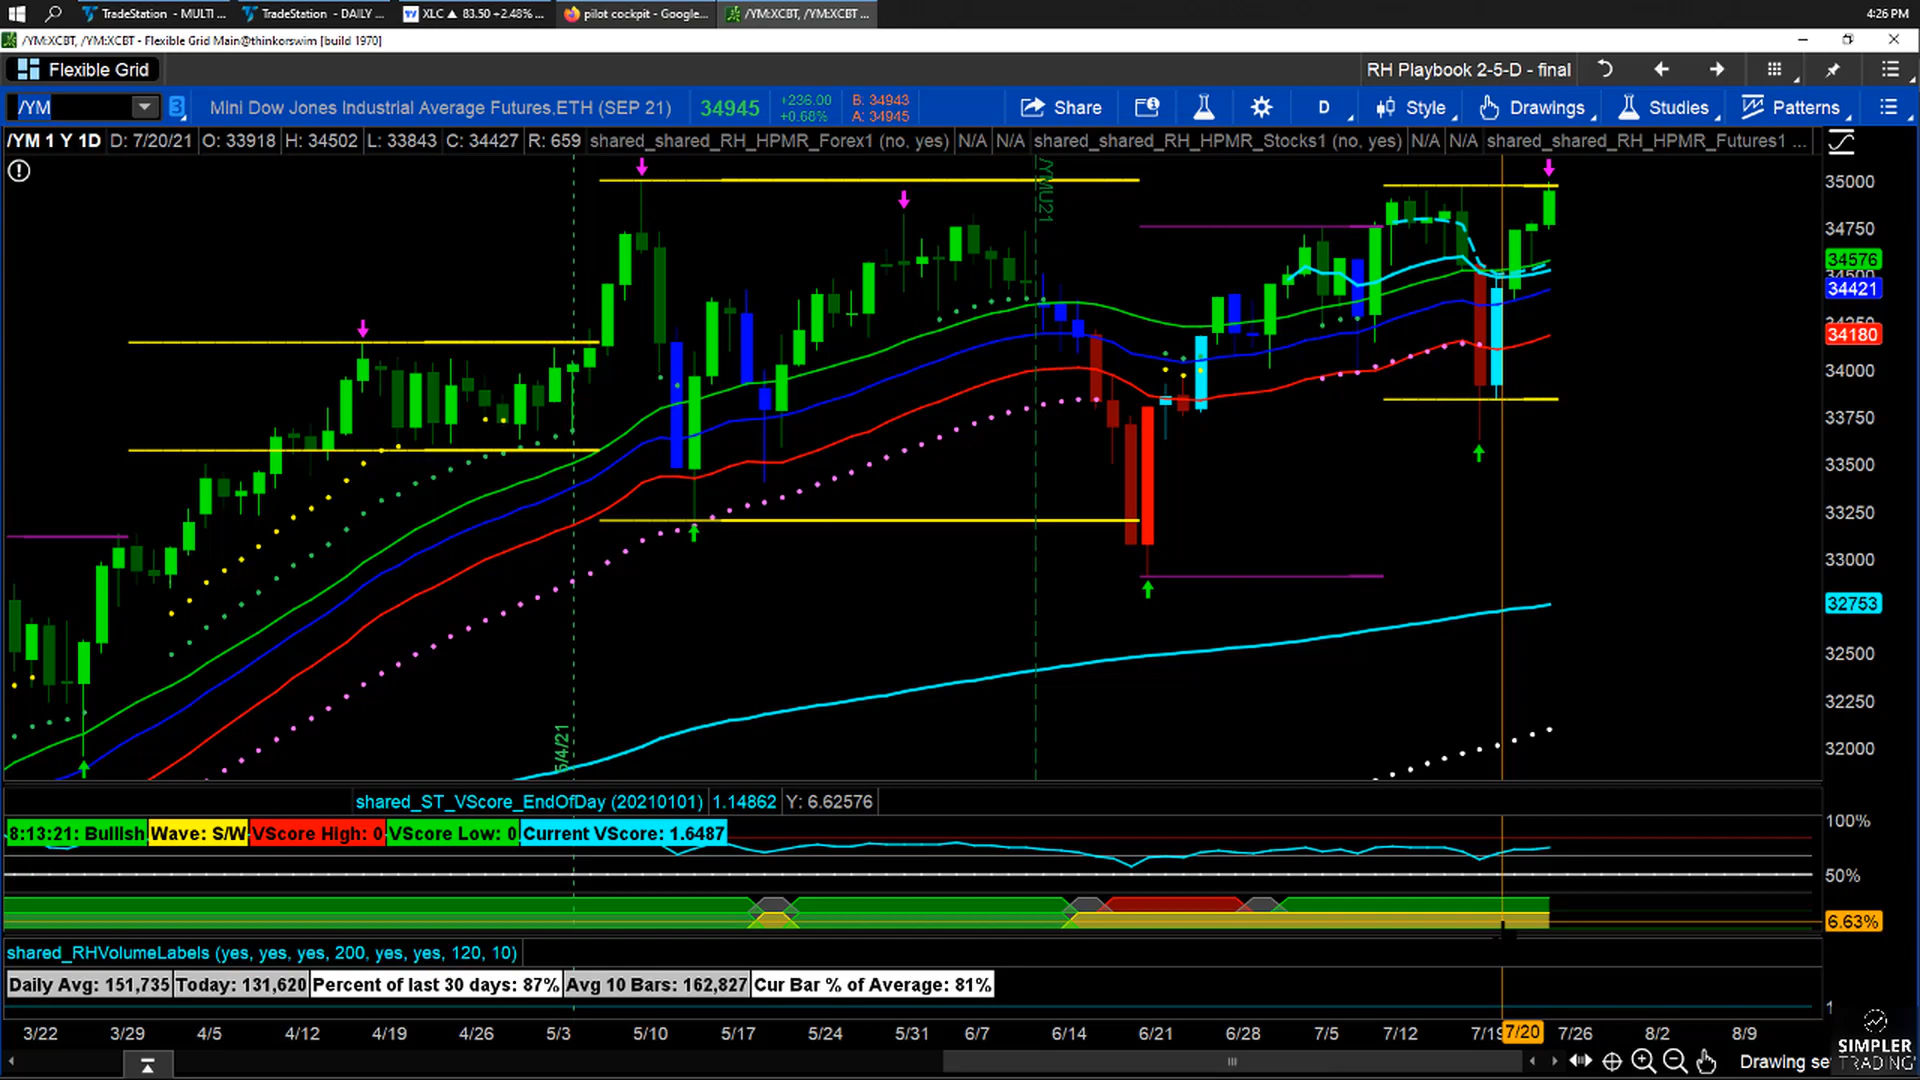 TradeStation - MULTI ... TradeStation - DAILY ... XLC ▲ 83.50 +2.48% ... pilot cockpit - Google... /YM:XCBT, /YM:XCBT ... 4:26 PM
/YM:XCBT, /YM:XCBT - Flexible Grid Main@thinkorswim [build 1970]
Flexible Grid RH Playbook 2-5-D - final
/YM 3 Mini Dow Jones Industrial Average Futures,ETH (SEP 21) 34945 +236.00 B: 34943 Share D Style Drawings Studies Patterns
+0.68% A: 34945
/YM 1 Y 1D D: 7/20/21 O: 33918 H: 34502 L: 33843 C: 34427 R: 659 shared_shared_RH_HPMR_Forex1 (no, yes) N/A N/A shared_shared_RH_HPMR_Stocks1 (no, yes) N/A N/A shared_shared_RH_HPMR_Futures1 ...
/YMU21
35000
34750
34576
34500
34421
34250
34180
34000
33750
33500
33250
33000
32753
32500
32250
32000
5/4/21
shared_ST_VScore_EndOfDay (20210101) 1.14862 Y: 6.62576
8:13:21: Bullish Wave: S/W VScore High: 0 VScore Low: 0 Current VScore: 1.6487
100%
50%
6.63%
shared_RHVolumeLabels (yes, yes, yes, 200, yes, yes, 120, 10)
Daily Avg: 151,735 Today: 131,620 Percent of last 30 days: 87% Avg 10 Bars: 162,827 Cur Bar % of Average: 81%
1
3/22 3/29 4/5 4/12 4/19 4/26 5/3 5/10 5/17 5/24 5/31 6/7 6/14 6/21 6/28 7/5 7/12 7/19 7/20 7/26 8/2 8/9
Drawing se
SIMPLER
TRADING